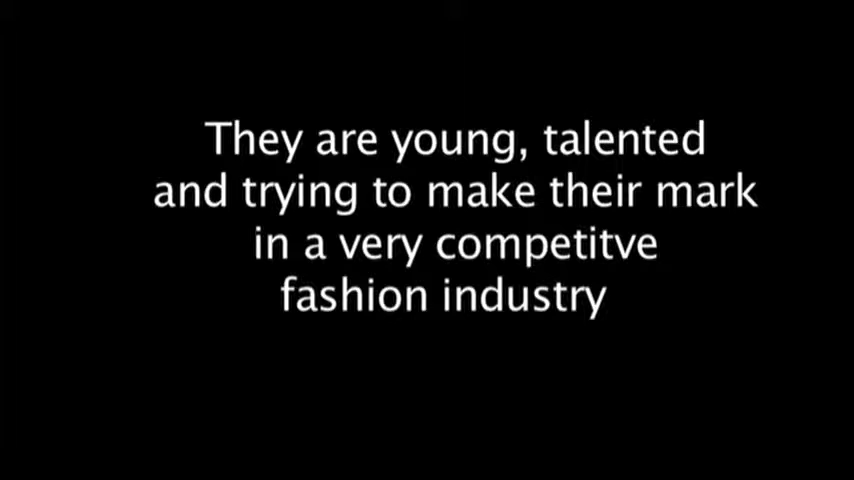 They are young, talented
and trying to make their mark
in a very competitve
fashion industry